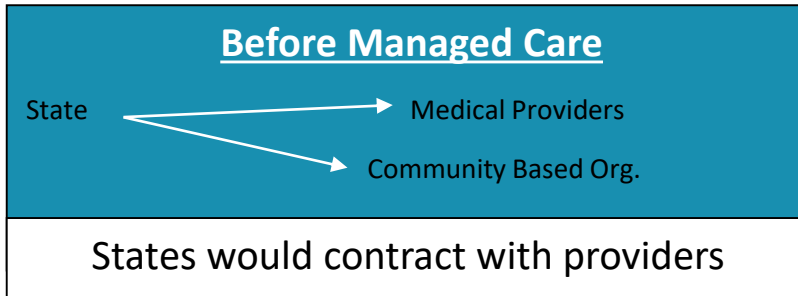 Before Managed Care
State
Medical Providers
Community Based Org.
States would contract with providers